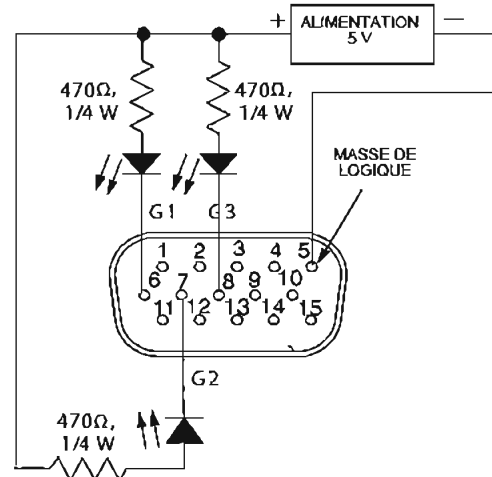 + ALIMENTATION −
5 V
470Ω,
1/4 W
470Ω,
1/4 W
MASSE DE
LOGIQUE
G1
G3
1 2 3 4 5
6 7 8 9 10
11 12 13 14 15
G2
470Ω,
1/4 W